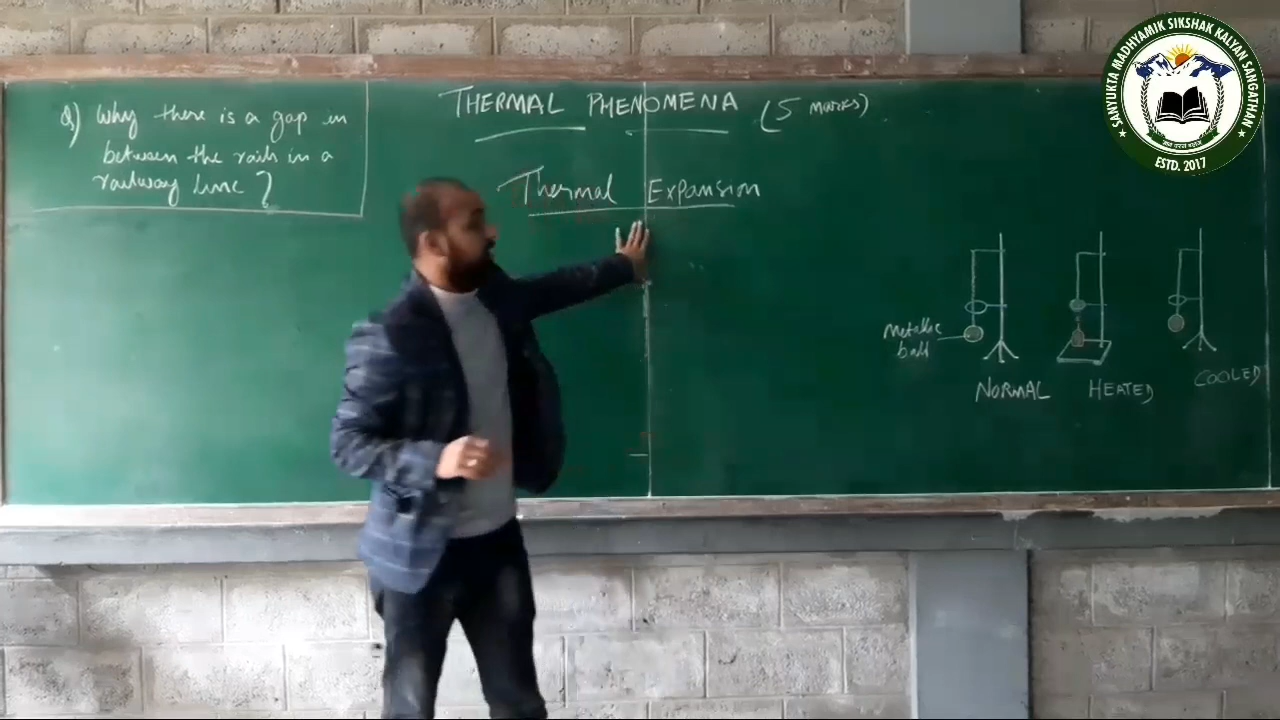 Q) Why there is a gap in
between the rails in a
railway line?
THERMAL PHENOMENA (5 marks)
Thermal Expansion
Metallic
ball
NORMAL
HEATED
COOLED
SANYUKTA MADHYAMIK SIKSHAK KALYAN SANGATHAN
ESTD. 2017